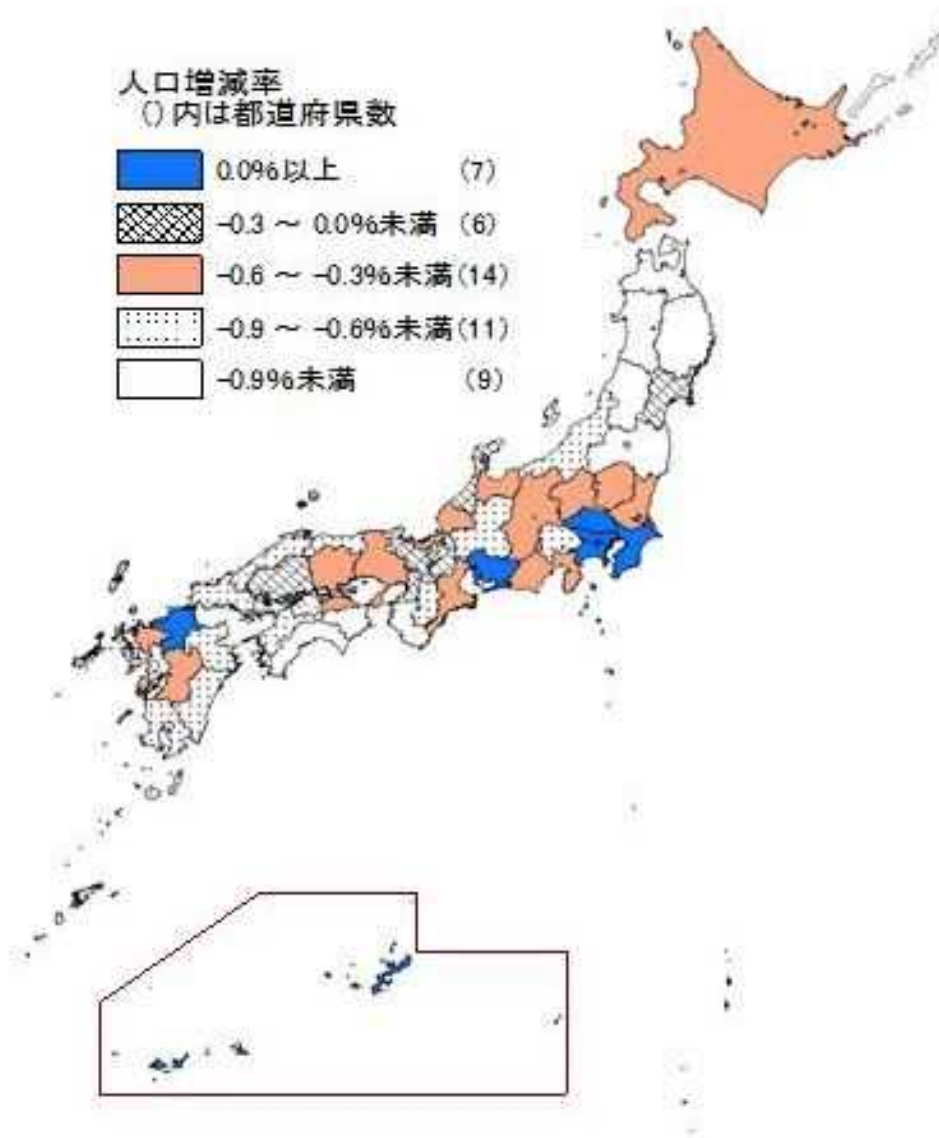 人口増減率
()内は都道府県数
0.0%以上 (7)
-0.3 ～ 0.0%未満 (6)
-0.6 ～ -0.3%未満(14)
-0.9 ～ -0.6%未満(11)
-0.9%未満 (9)